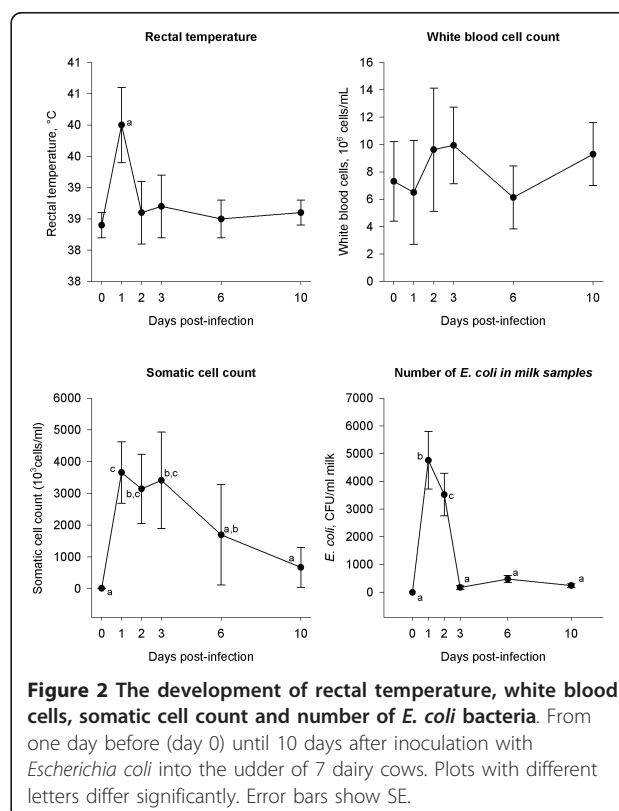 Rectal temperature
41
41
40
40
39
39
38
38
Rectal temperature, °C
a
0 1 2 3 6 10
Days post-infection
White blood cell count
16
14
12
10
8
6
4
2
0
White blood cells, 10⁶ cells/mL
0 1 2 3 6 10
Days post-infection
Somatic cell count
6000
5000
4000
3000
2000
1000
0
Somatic cell count (10³cells/ml)
a
c
b,c
b,c
a,b
a
0 1 2 3 6 10
Days post-infection
Number of E. coli in milk samples
7000
6000
5000
4000
3000
2000
1000
0
E. coli, CFU/ml milk
a
b
c
a
a
a
0 1 2 3 6 10
Days post-infection
Figure 2 The development of rectal temperature, white blood
cells, somatic cell count and number of E. coli bacteria. From
one day before (day 0) until 10 days after inoculation with
Escherichia coli into the udder of 7 dairy cows. Plots with different
letters differ significantly. Error bars show SE.